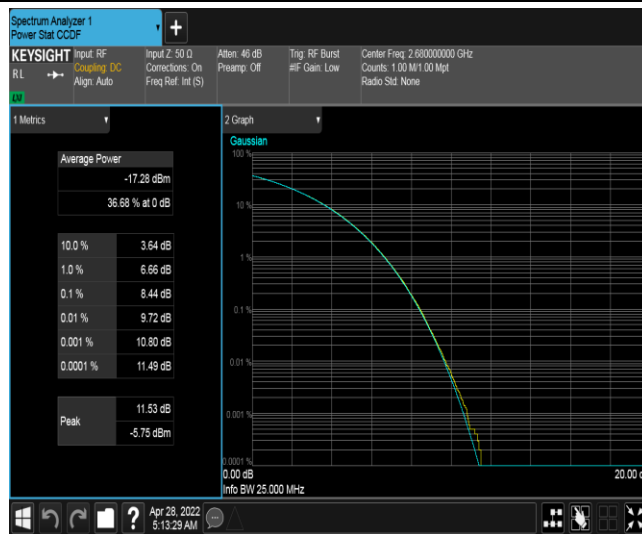 Spectrum Analyzer 1
Power Stat CCDF
+
KEYSIGHT
RL
Input: RF
Coupling: DC
Align: Auto
Input Z: 50 Ω
Corrections: On
Freq Ref: Int (S)
Atten: 46 dB
Preamp: Off
Trig: RF Burst
#IF Gain: Low
Center Freq: 2.680000000 GHz
Counts: 1.00 M/1.00 Mpt
Radio Std: None
1 Metrics
Average Power
-17.28 dBm
36.68 % at 0 dB
10.0 % 3.64 dB
1.0 % 6.66 dB
0.1 % 8.44 dB
0.01 % 9.72 dB
0.001 % 10.80 dB
0.0001 % 11.49 dB
Peak
11.53 dB
-5.75 dBm
2 Graph
Gaussian
100 %
10 %
1 %
0.1 %
0.01 %
0.001 %
0.0001 %
0.00 dB
20.00
Info BW 25.000 MHz
?
Apr 28, 2022
5:13:29 AM